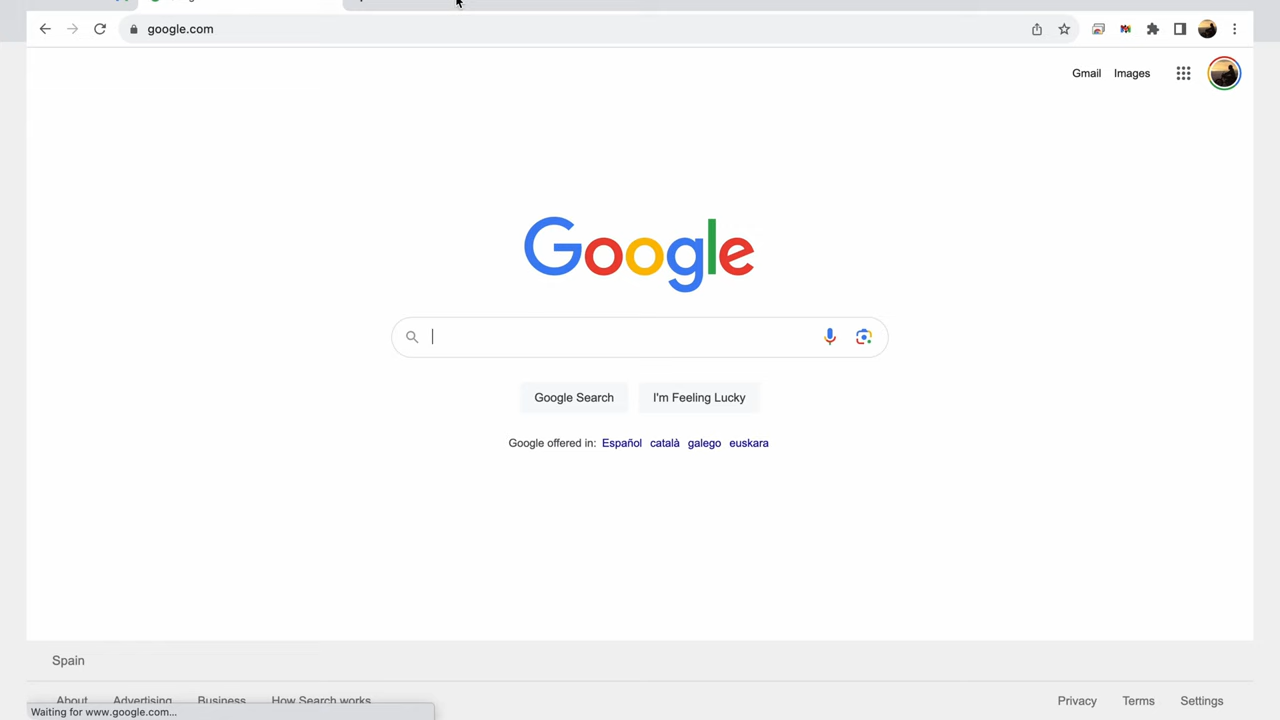 google.com
Gmail Images
Google
Google Search I'm Feeling Lucky
Google offered in: Español català galego euskara
Spain
About Advertising Business How Search works Privacy Terms Settings
Waiting for www.google.com...